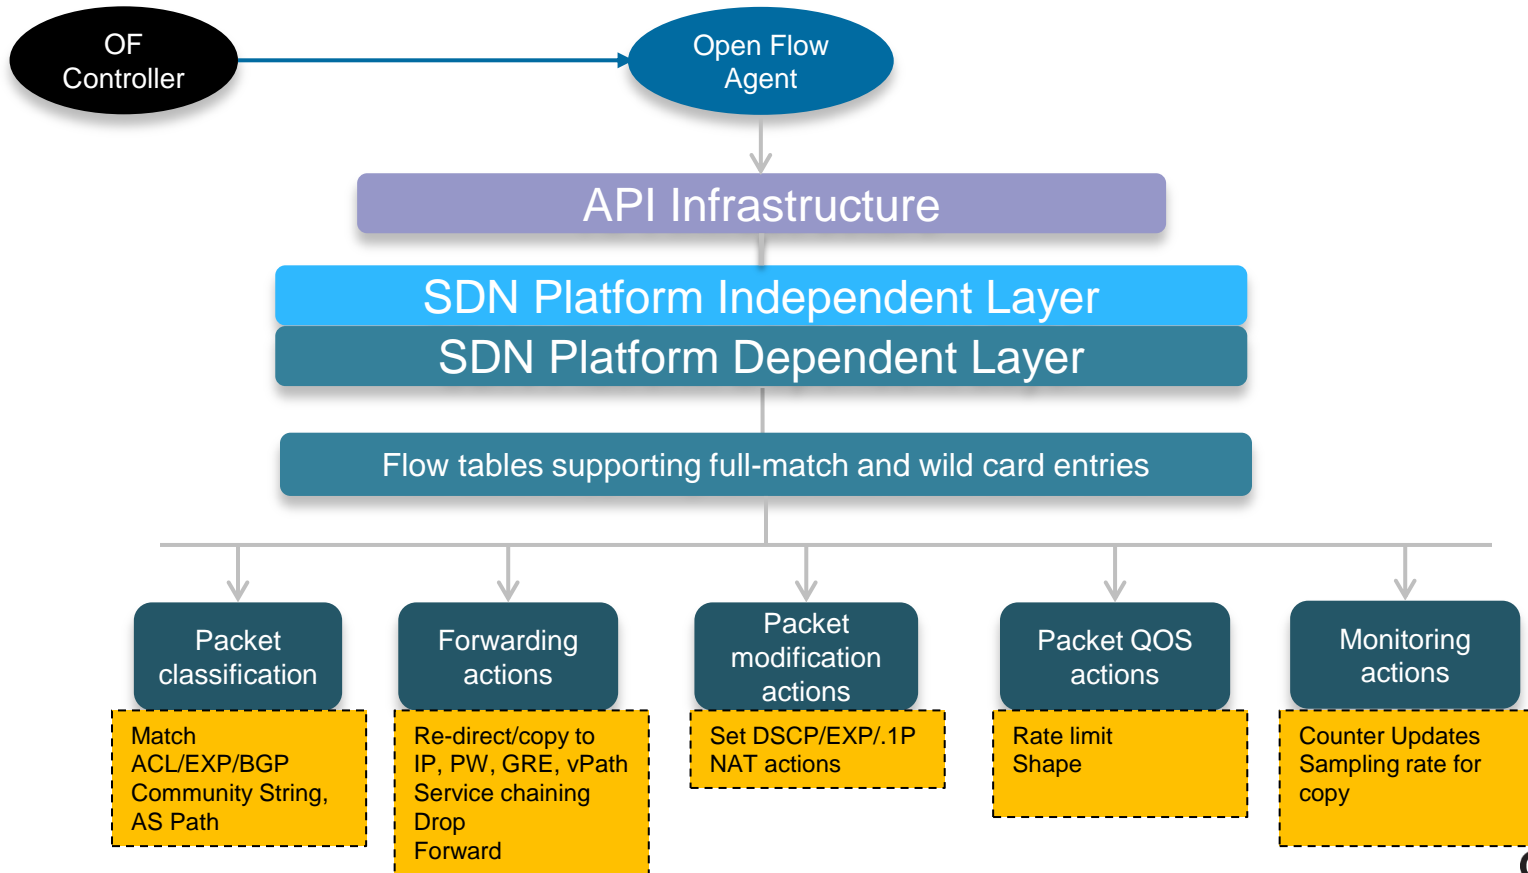 OF
Controller
Open Flow
Agent
API Infrastructure
SDN Platform Independent Layer
SDN Platform Dependent Layer
Flow tables supporting full-match and wild card entries
Packet
classification
Forwarding
actions
Packet
modification
actions
Packet QOS
actions
Monitoring
actions
Match
ACL/EXP/BGP
Community String,
AS Path
Re-direct/copy to
IP, PW, GRE, vPath
Service chaining
Drop
Forward
Set DSCP/EXP/.1P
NAT actions
Rate limit
Shape
Counter Updates
Sampling rate for
copy